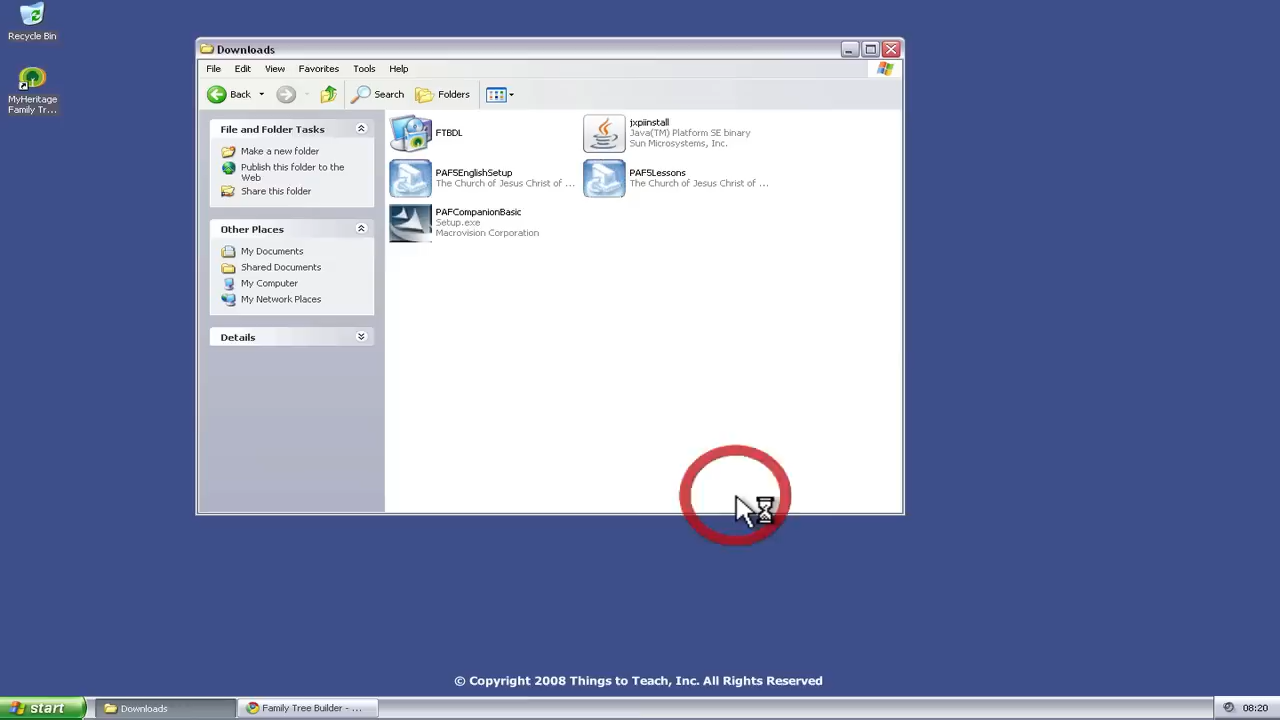 Recycle Bin
MyHeritage
Family Tr...
Downloads
File Edit View Favorites Tools Help
Back Search Folders
File and Folder Tasks
Make a new folder
Publish this folder to the
Web
Share this folder
Other Places
My Documents
Shared Documents
My Computer
My Network Places
Details
FTBDL
jxpiinstall
Java(TM) Platform SE binary
Sun Microsystems, Inc.
PAF5EnglishSetup
The Church of Jesus Christ of ...
PAF5Lessons
The Church of Jesus Christ of ...
PAFCompanionBasic
Setup.exe
Macrovision Corporation
© Copyright 2008 Things to Teach, Inc. All Rights Reserved
start Downloads Family Tree Builder - ... 08:20